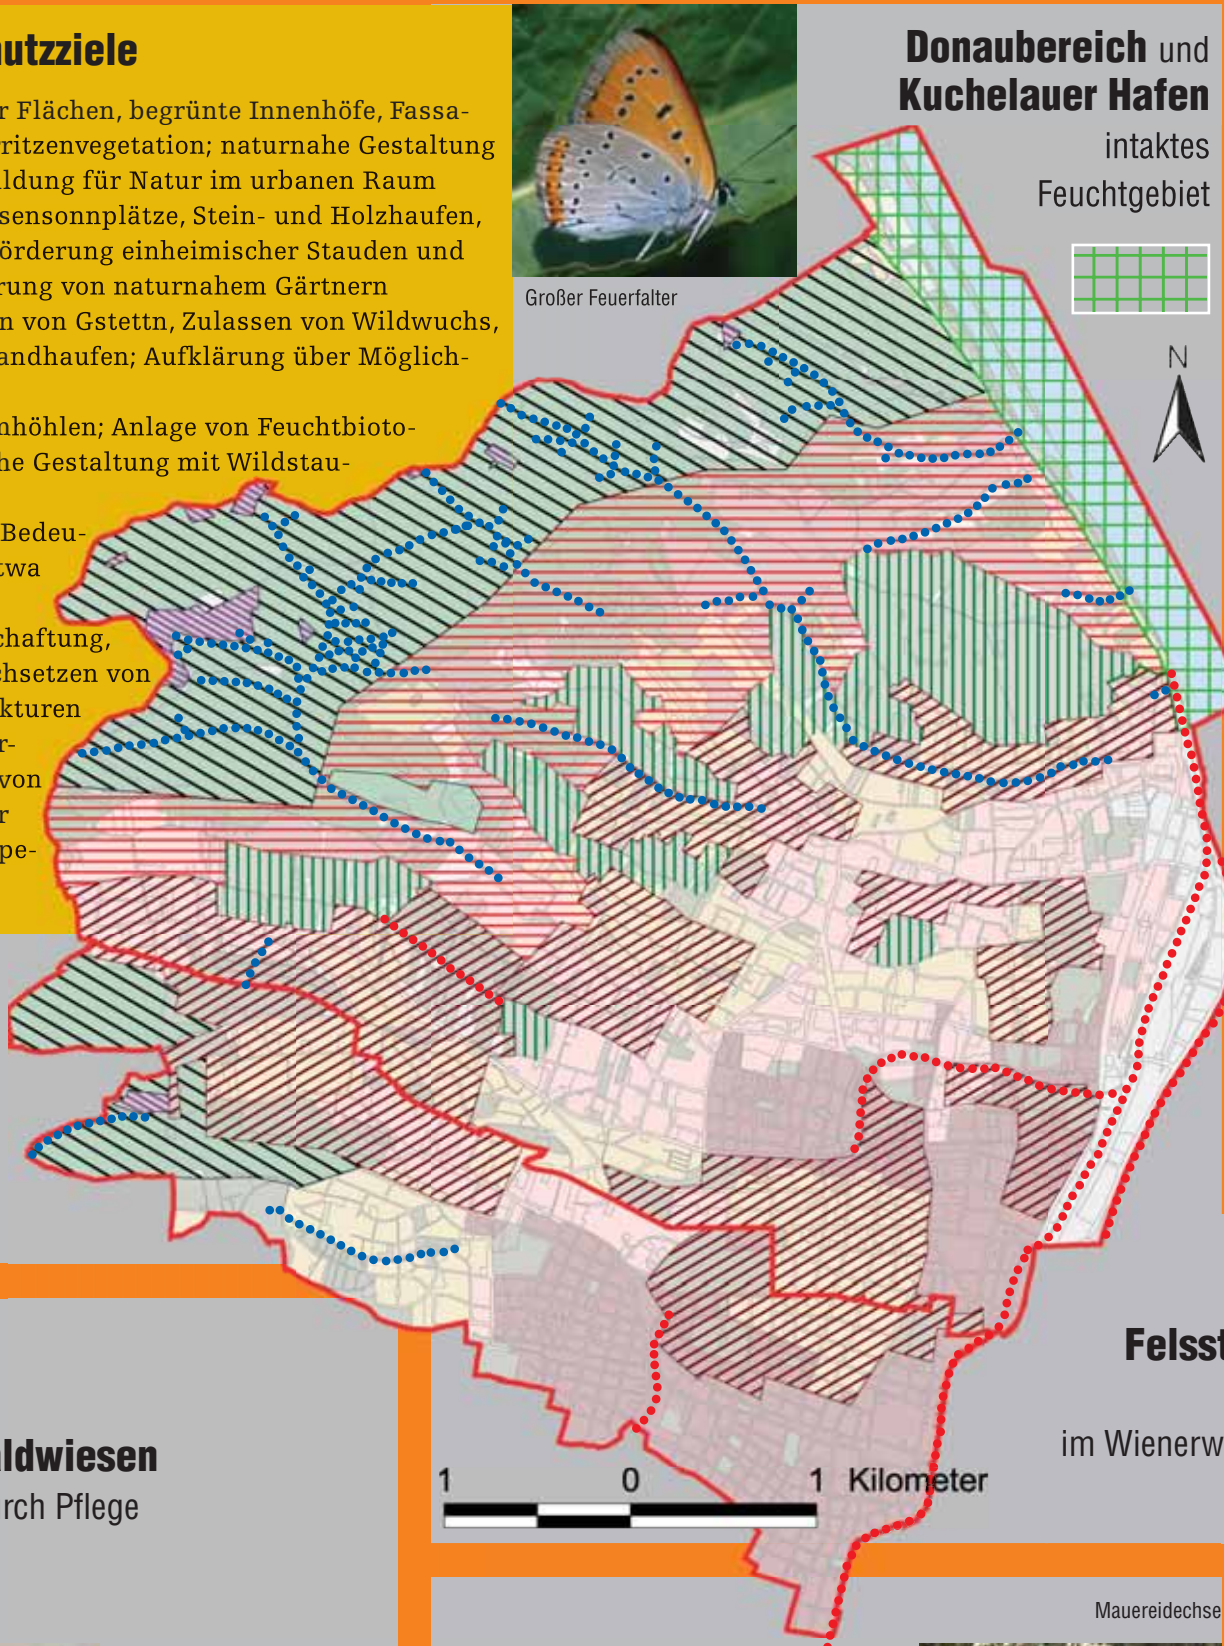 utzziele
r Flächen, begrünte Innenhöfe, Fassa-
ritzenvegetation; naturnahe Gestaltung
ildung für Natur im urbanen Raum
sensonnplätze, Stein- und Holzhaufen,
örderung einheimischer Stauden und
rung von naturnahem Gärtnern
n von Gstettn, Zulassen von Wildwuchs,
andhaufen; Aufklärung über Möglich-
nhöhlen; Anlage von Feuchtbioto-
he Gestaltung mit Wildstau-
Bedeu-
twa
chaftung,
hsetzen von
kturen
r-
von
r
pe-
Großer Feuerfalter
Donaubereich und
Kuchelauer Hafen
intaktes
Feuchtgebiet
N
ldwiesen
rch Pflege
1 0 1 Kilometer
Felsst
im Wienerw
Mauereidechse